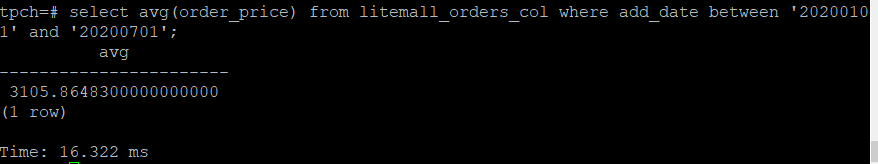 tpch=# select avg(order_price) from litemall_orders_col where add_date between '2020010
1' and '20200701';
avg
-----------------------
3105.8648300000000000
(1 row)
Time: 16.322 ms